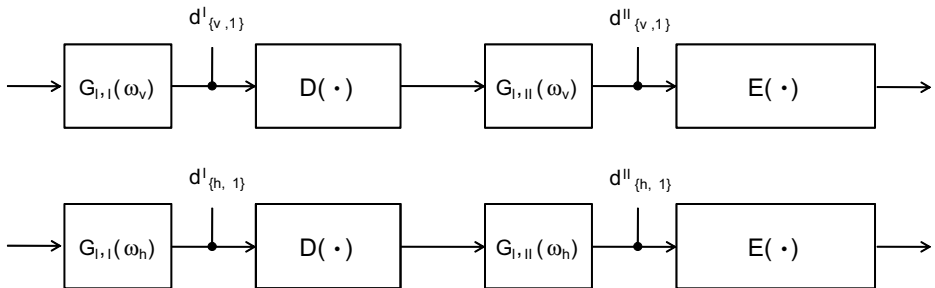 d^I_{v,1} d^II_{v,1}
G_I,I(ω_v) D(·) G_I,II(ω_v) E(·)
d^I_{h, 1} d^II_{h, 1}
G_I,I(ω_h) D(·) G_I,II(ω_h) E(·)